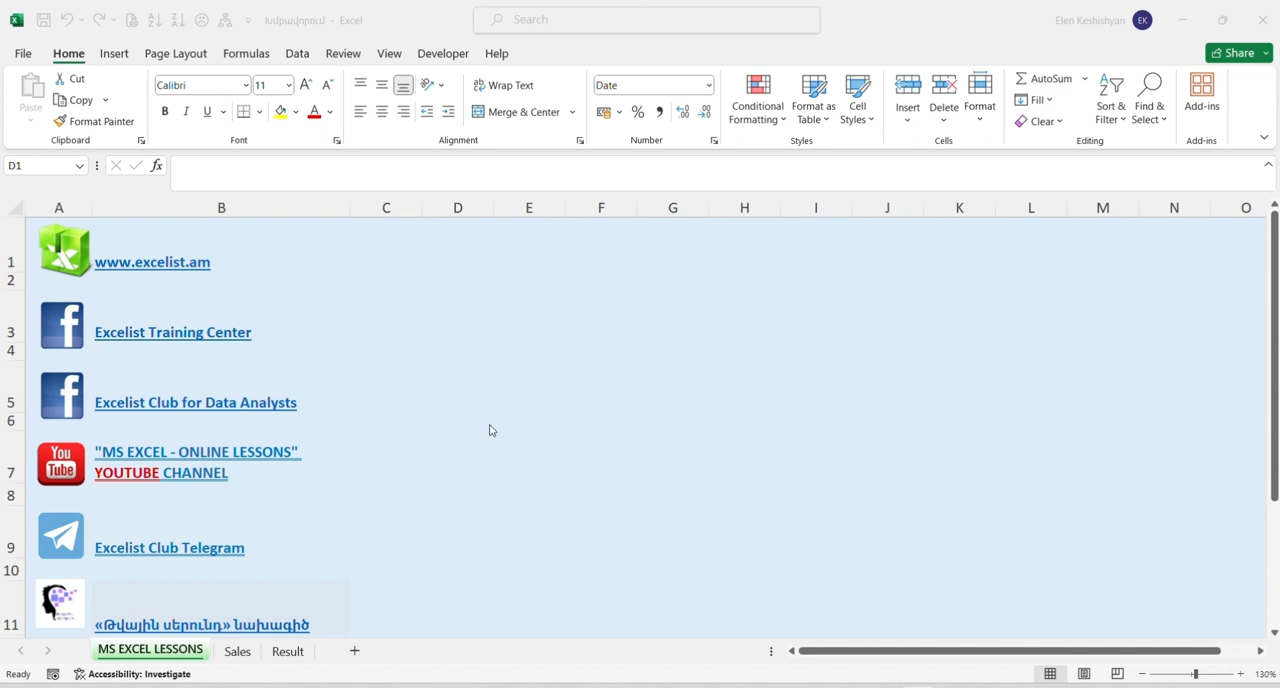 Խմբավորում - Excel
Search
Elen Keshishyan EK
File Home Insert Page Layout Formulas Data Review View Developer Help
Share
Paste
Cut
Copy
Format Painter
Clipboard
Calibri 11
B I U
Font
Wrap Text
Merge & Center
Alignment
Date
Number
Conditional Formatting
Format as Table
Cell Styles
Styles
Insert Delete Format
Cells
AutoSum
Fill
Clear
Sort & Filter
Find & Select
Editing
Add-ins
Add-ins
D1
fx
A B C D E F G H I J K L M N O
1 www.excelist.am
2
3 Excelist Training Center
4
5 Excelist Club for Data Analysts
6
You Tube
"MS EXCEL - ONLINE LESSONS"
7 YOUTUBE CHANNEL
8
9 Excelist Club Telegram
10
11 «Թվային սերունդ» նախագիծ
MS EXCEL LESSONS Sales Result
Ready Accessibility: Investigate 130%